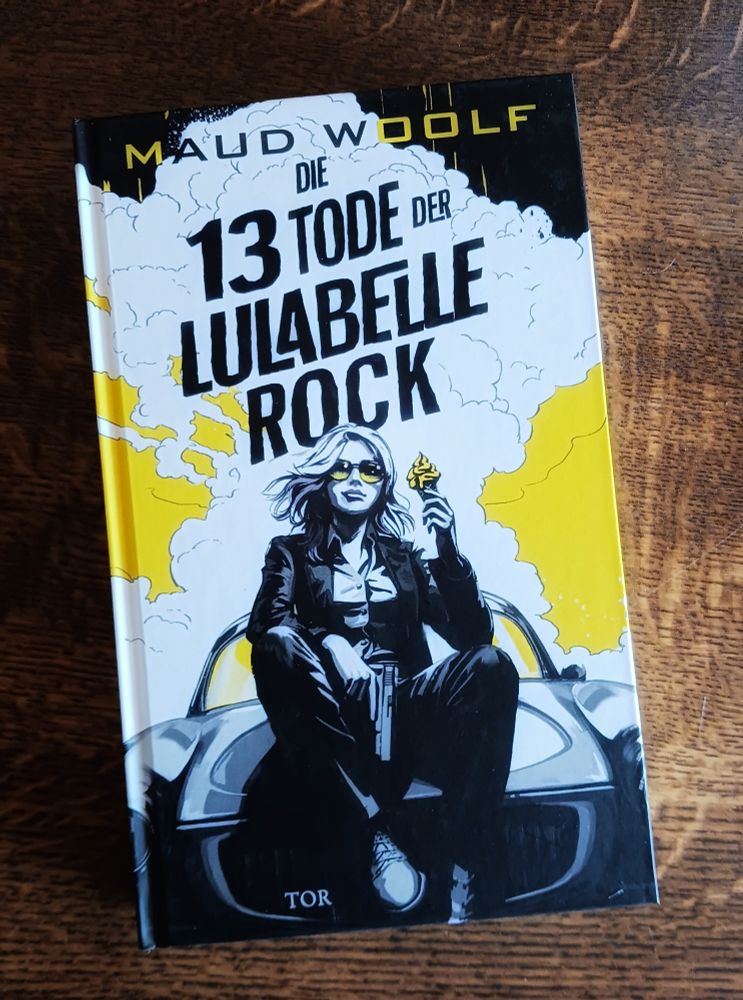 MAUD WOOLF
DIE
13 TODE DER
LULABELLE
ROCK
TOR